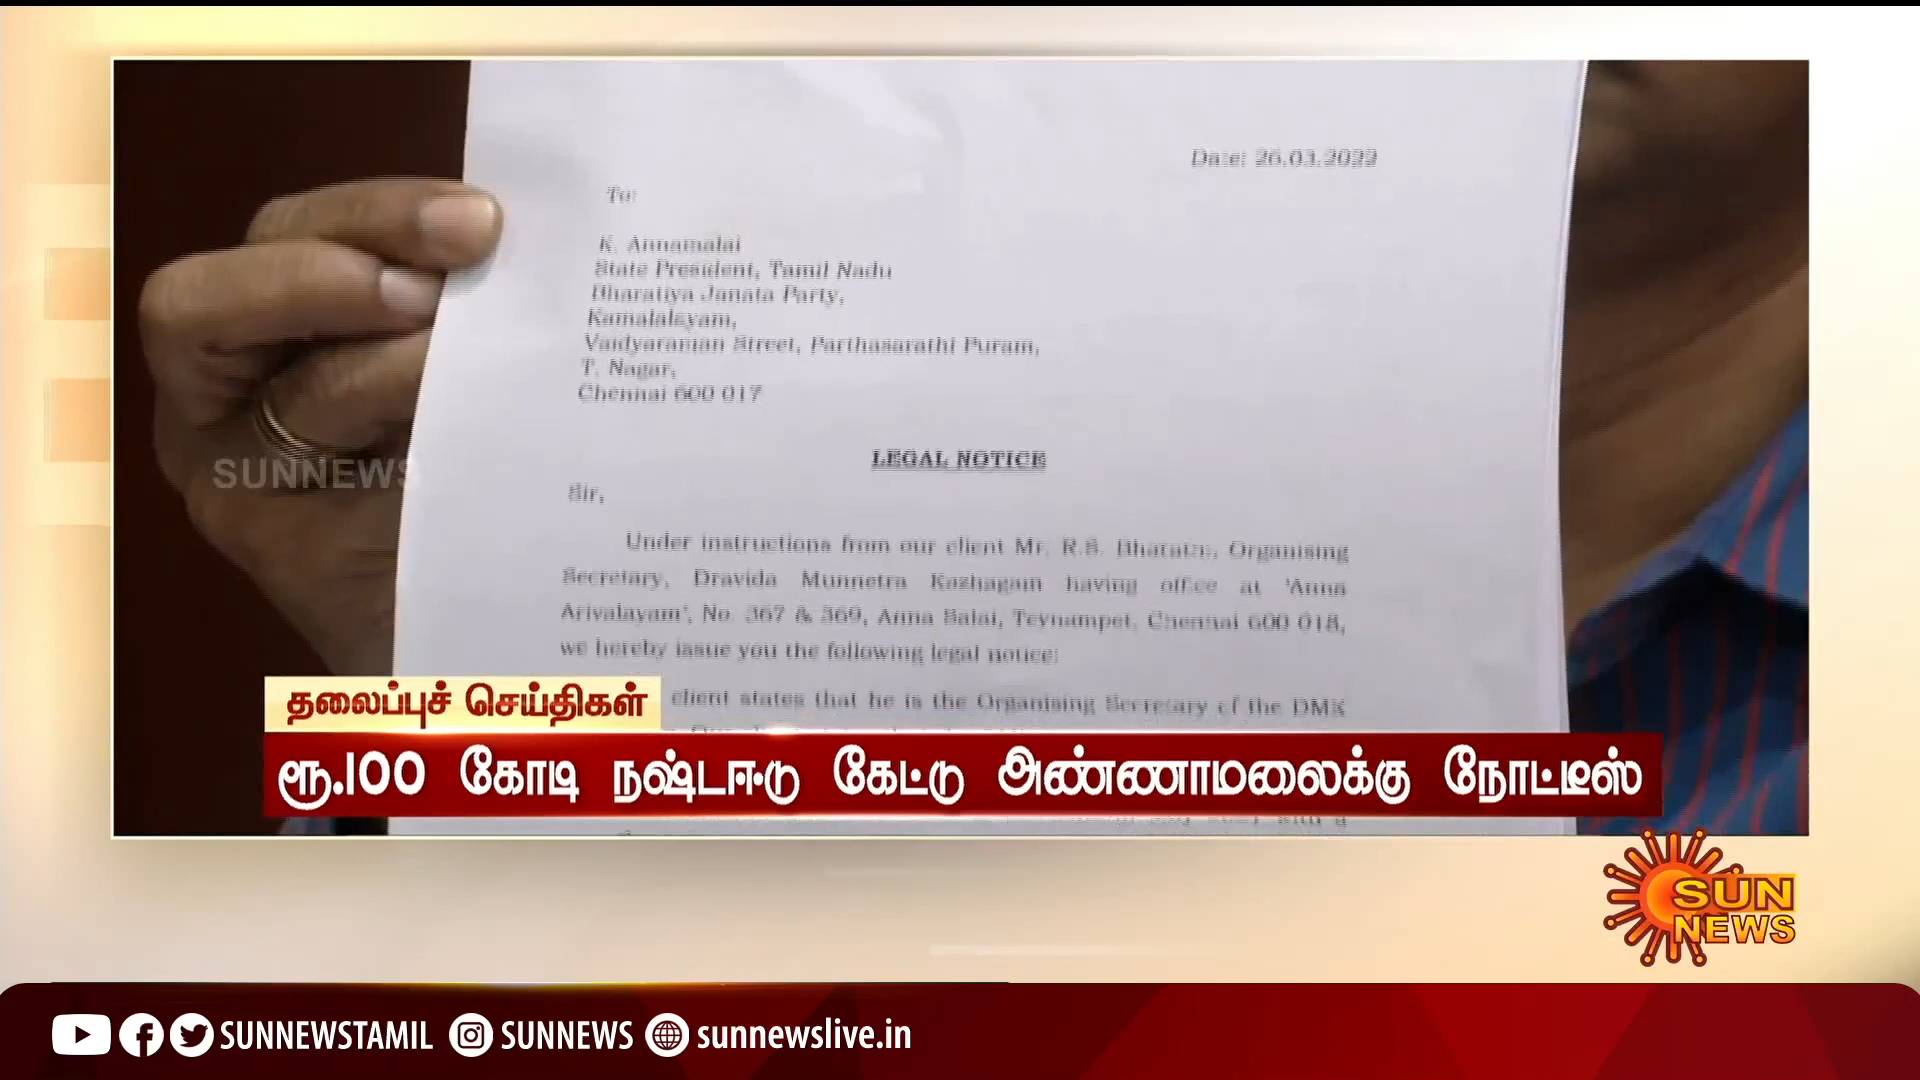 Date: 26.03.2022
To:
K. Annamalai
State President, Tamil Nadu
Bharatiya Janata Party,
Kamalalayam,
Vaidyaraman Street, Parthasarathi Puram,
T. Nagar,
Chennai 600 017
LEGAL NOTICE
Sir,
Under instructions from our client Mr. R.S. Bharathi, Organising
Secretary, Dravida Munnetra Kazhagam having office at 'Anna
Arivalayam', No. 367 & 369, Anna Salai, Teynampet, Chennai 600 018,
we hereby issue you the following legal notice:
client states that he is the Organising Secretary of the DMK
SUNNEWS
தலைப்புச் செய்திகள்
ரூ.100 கோடி நஷ்டஈடு கேட்டு அண்ணாமலைக்கு நோட்டீஸ்
SUN
NEWS
SUNNEWSTAMIL SUNNEWS sunnewslive.in